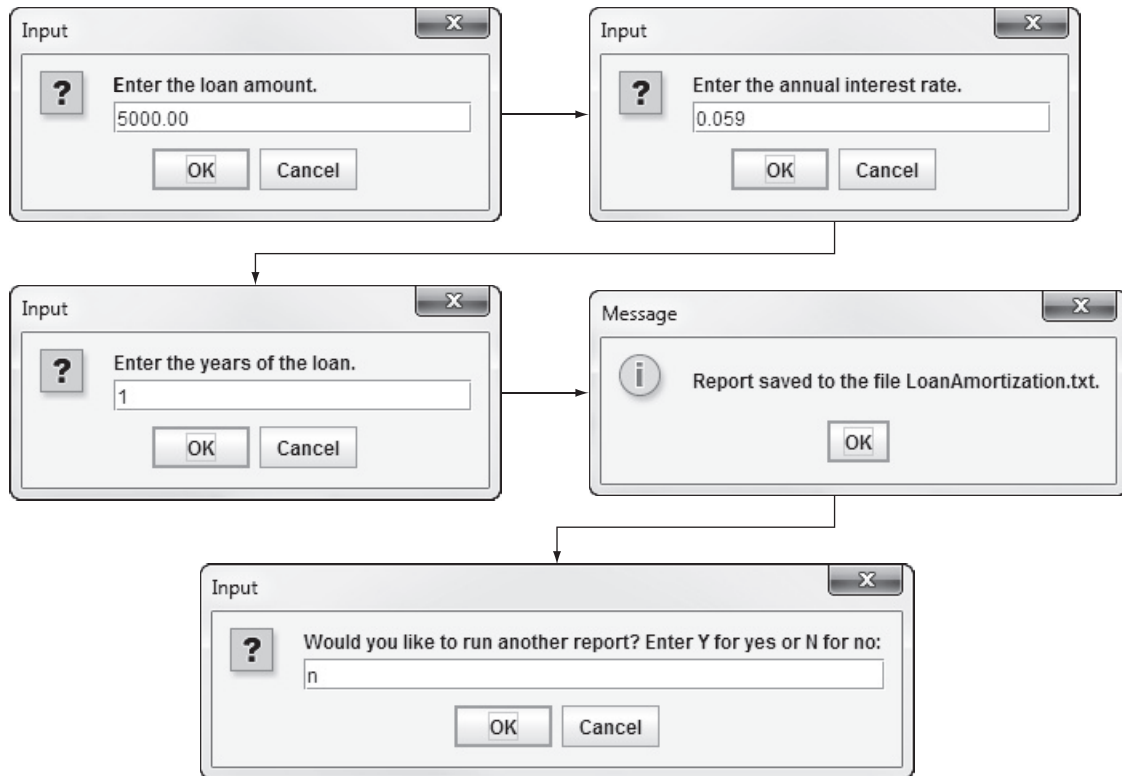 Input
X
?
Enter the loan amount.
5000.00
OK
Cancel
Input
X
?
Enter the annual interest rate.
0.059
OK
Cancel
Input
X
?
Enter the years of the loan.
1
OK
Cancel
Message
X
i
Report saved to the file LoanAmortization.txt.
OK
Input
X
?
Would you like to run another report? Enter Y for yes or N for no:
n
OK
Cancel